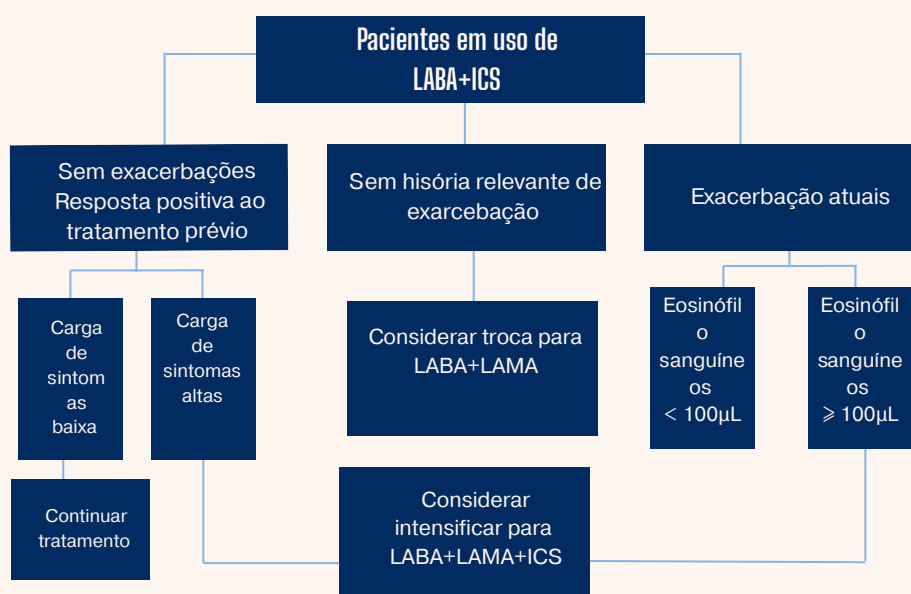 Pacientes em uso de
LABA+ICS
Sem exacerbações
Resposta positiva ao
tratamento prévio
Sem hisória relevante de
exarcebação
Exacerbação atuais
Carga
de
sintom
as
baixa
Carga
de
sintomas
altas
Considerar troca para
LABA+LAMA
Eosinófil
o
sanguíne
os
< 100µL
Eosinófil
o
sanguíne
os
⩾ 100µL
Continuar
tratamento
Considerar
intensificar para
LABA+LAMA+ICS